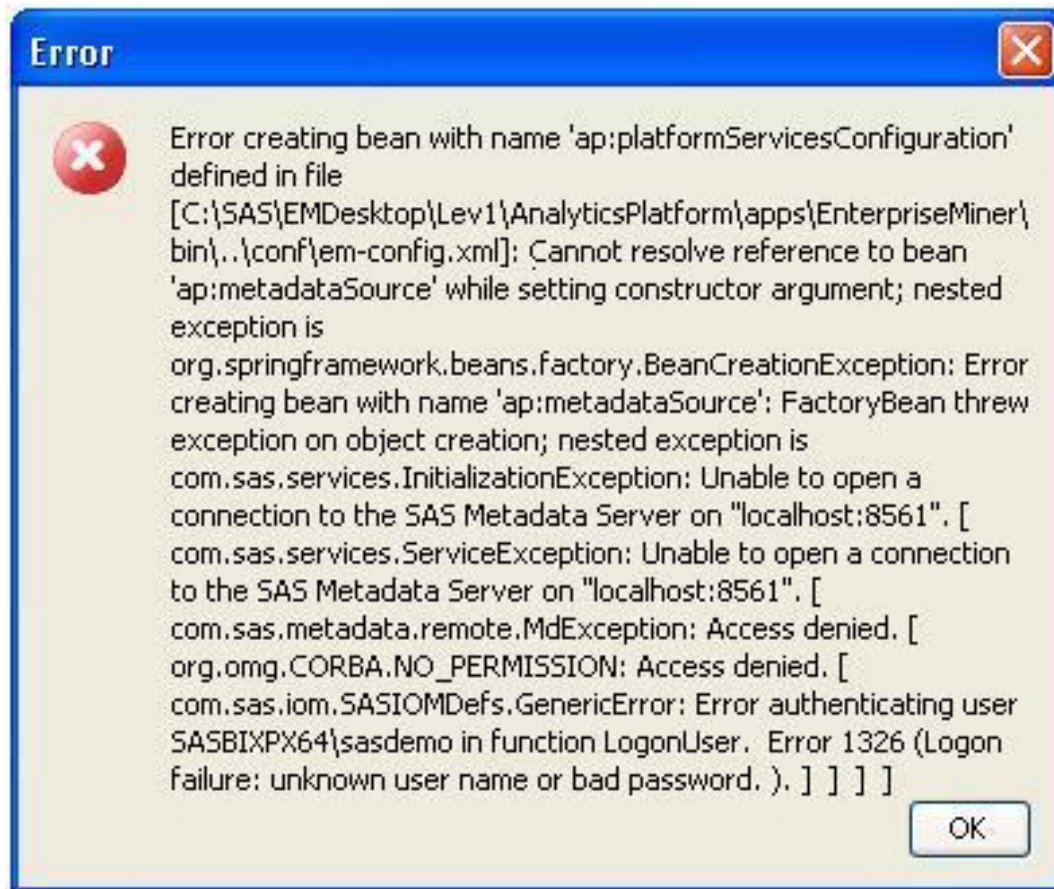 Error
Error creating bean with name 'ap:platformServicesConfiguration'
defined in file
[C:\SAS\EMDesktop\Lev1\AnalyticsPlatform\apps\EnterpriseMiner\
bin\..\conf\em-config.xml]: Cannot resolve reference to bean
'ap:metadataSource' while setting constructor argument; nested
exception is
org.springframework.beans.factory.BeanCreationException: Error
creating bean with name 'ap:metadataSource': FactoryBean threw
exception on object creation; nested exception is
com.sas.services.InitializationException: Unable to open a
connection to the SAS Metadata Server on "localhost:8561". [
com.sas.services.ServiceException: Unable to open a connection
to the SAS Metadata Server on "localhost:8561". [
com.sas.metadata.remote.MdException: Access denied. [
org.omg.CORBA.NO_PERMISSION: Access denied. [
com.sas.iom.SASIOMDefs.GenericError: Error authenticating user
SASBIXPX64\sasdemo in function LogonUser.  Error 1326 (Logon
failure: unknown user name or bad password. ). ] ] ] ]
OK